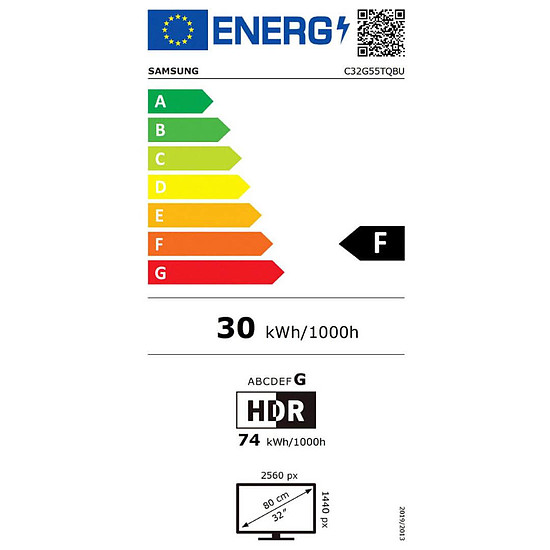 ENERG
SAMSUNG C32G55TQBU
A
B
C
D
E
F
F
G
30 kWh/1000h
ABCDEFG
HDR
74 kWh/1000h
2560 px
1440 px
80 cm
32"
2019/2013